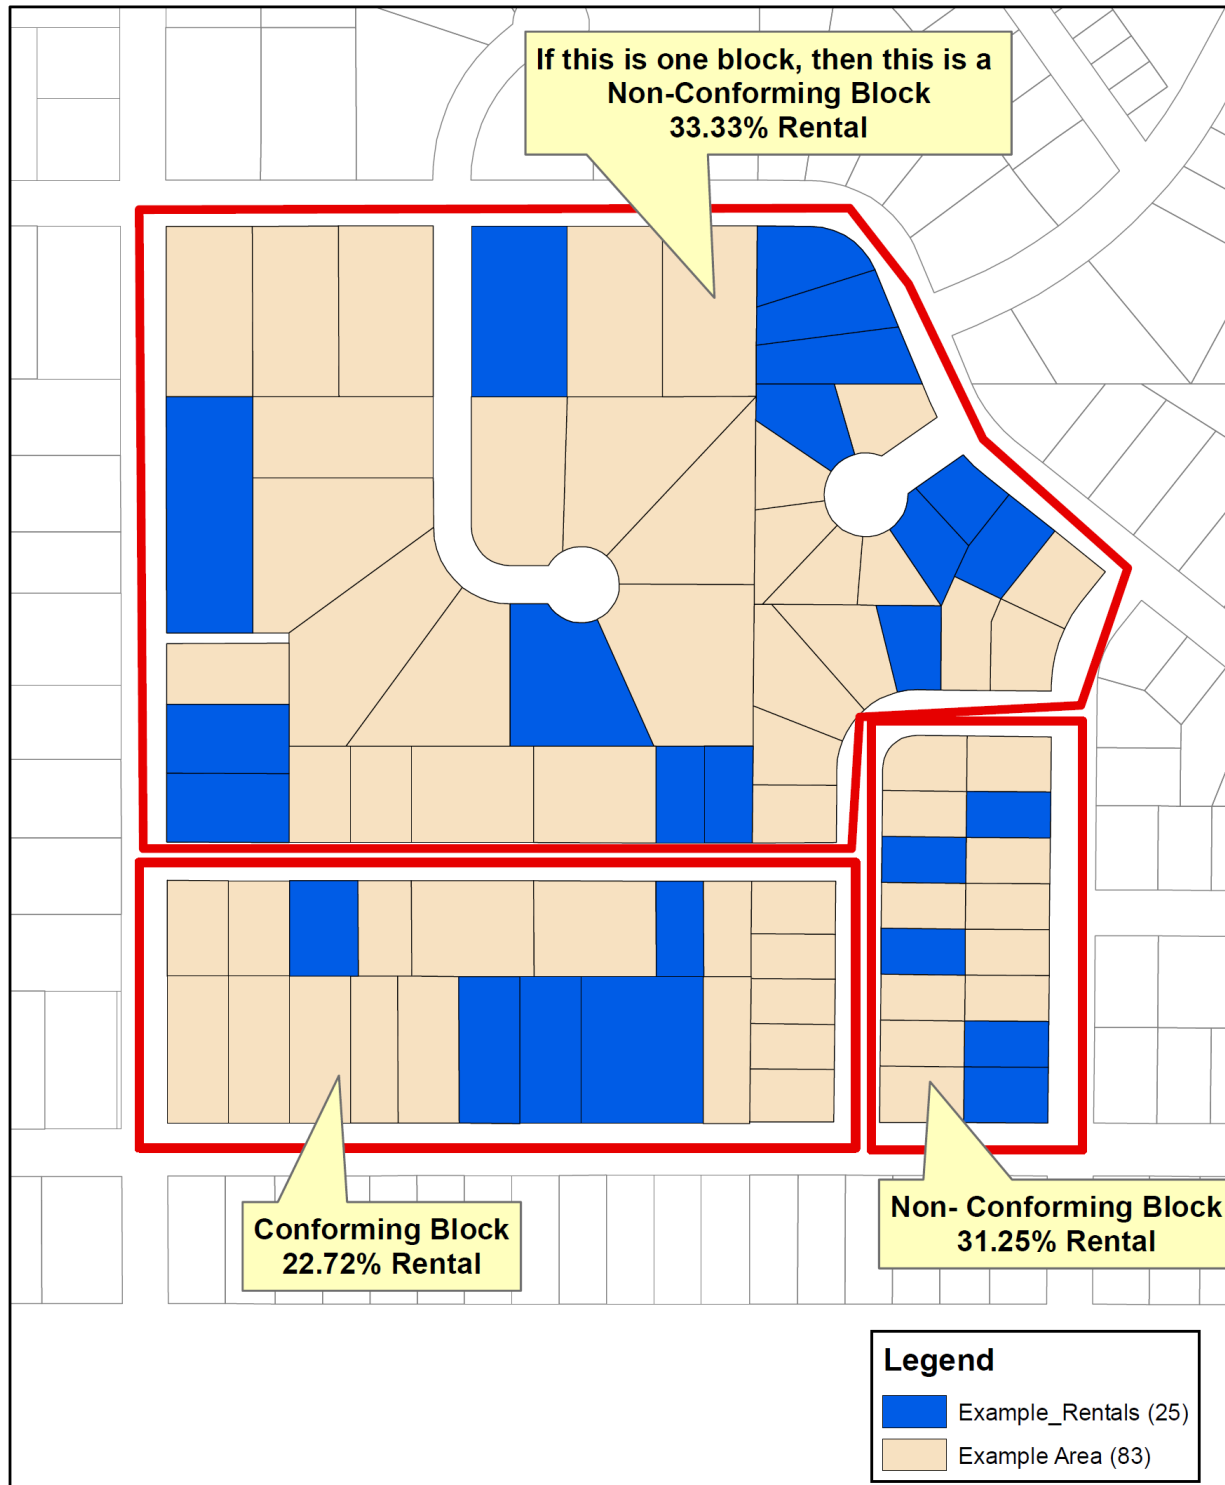 If this is one block, then this is a
Non-Conforming Block
33.33% Rental
Conforming Block
22.72% Rental
Non- Conforming Block
31.25% Rental
Legend
Example_Rentals (25)
Example Area (83)